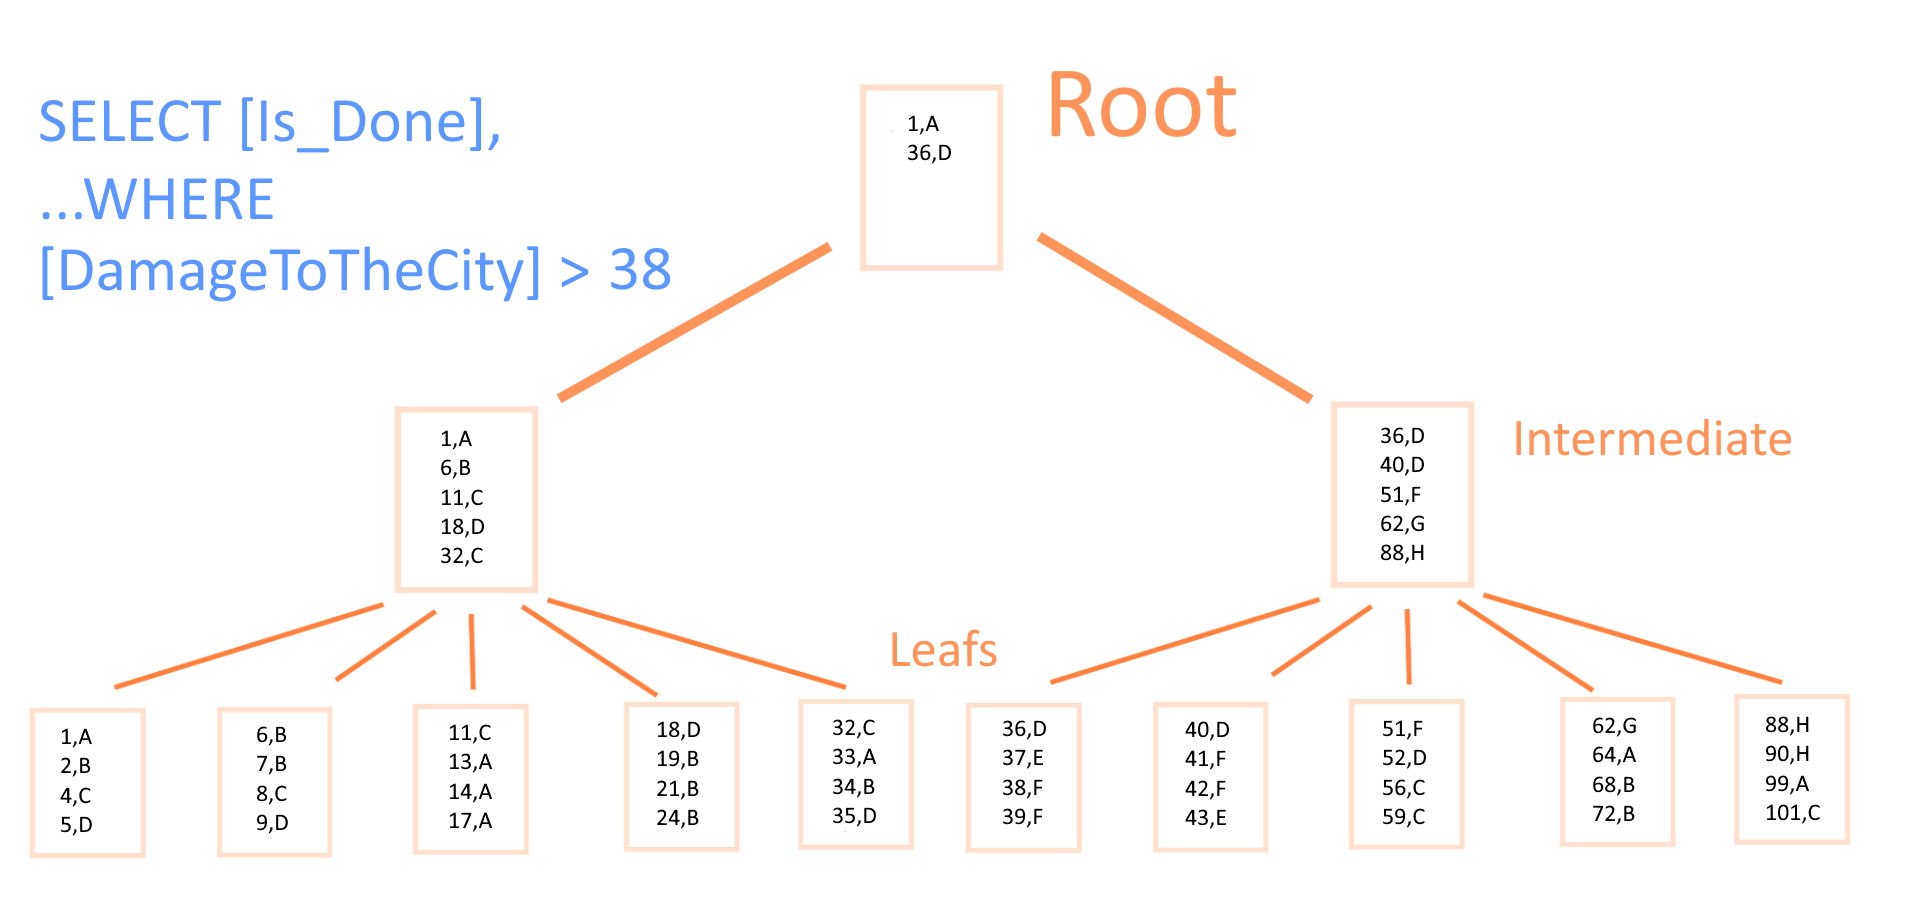 SELECT [Is_Done],
...WHERE
[DamageToTheCity] > 38
1,A
36,D
Root
1,A
6,B
11,C
18,D
32,C
36,D
40,D
51,F
62,G
88,H
Intermediate
Leafs
1,A
2,B
4,C
5,D
6,B
7,B
8,C
9,D
11,C
13,A
14,A
17,A
18,D
19,B
21,B
24,B
32,C
33,A
34,B
35,D
36,D
37,E
38,F
39,F
40,D
41,F
42,F
43,E
51,F
52,D
56,C
59,C
62,G
64,A
68,B
72,B
88,H
90,H
99,A
101,C